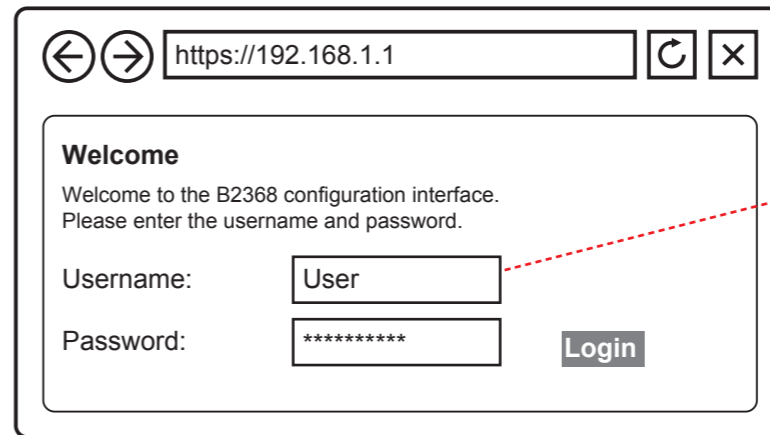 https://192.168.1.1
Welcome
Welcome to the B2368 configuration interface.
Please enter the username and password.
Username: User
Password: **********
Login